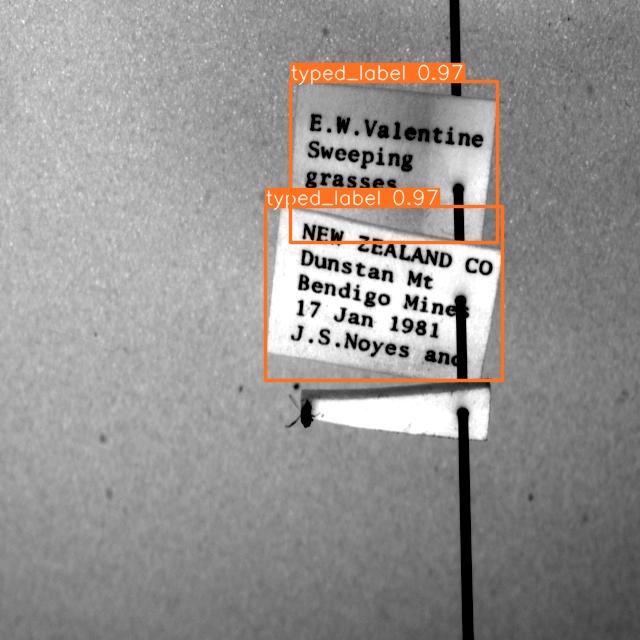 typed_label 0.97
E.W.Valentine
Sweeping
grasses
typed_label 0.97
NEW ZEALAND CO
Dunstan Mt
Bendigo Mines
17 Jan 1981
J.S.Noyes and